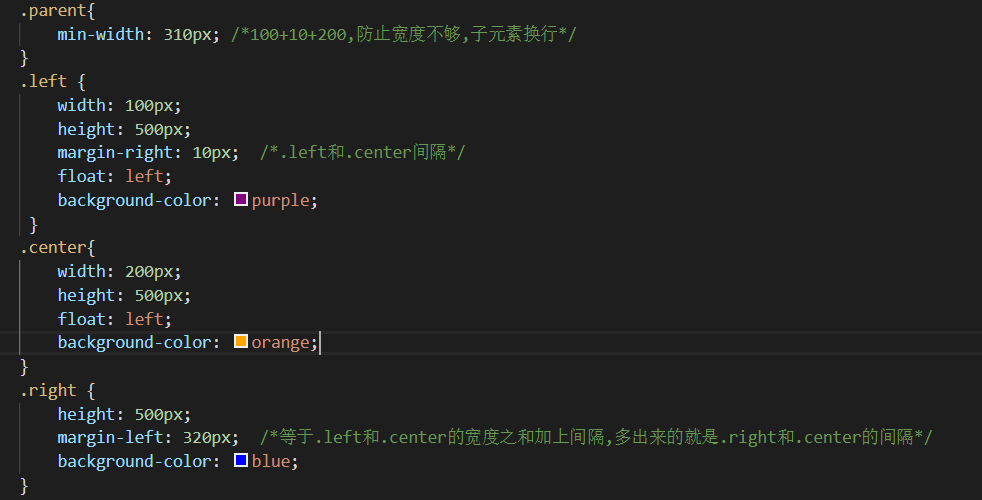 .parent{
    min-width: 310px; /*100+10+200,防止宽度不够,子元素换行*/
}
.left {
    width: 100px;
    height: 500px;
    margin-right: 10px;  /*.left和.center间隔*/
    float: left;
    background-color: purple;
 }
.center{
    width: 200px;
    height: 500px;
    float: left;
    background-color: orange;
}
.right {
    height: 500px;
    margin-left: 320px;  /*等于.left和.center的宽度之和加上间隔,多出来的就是.right和.center的间隔*/
    background-color: blue;
}